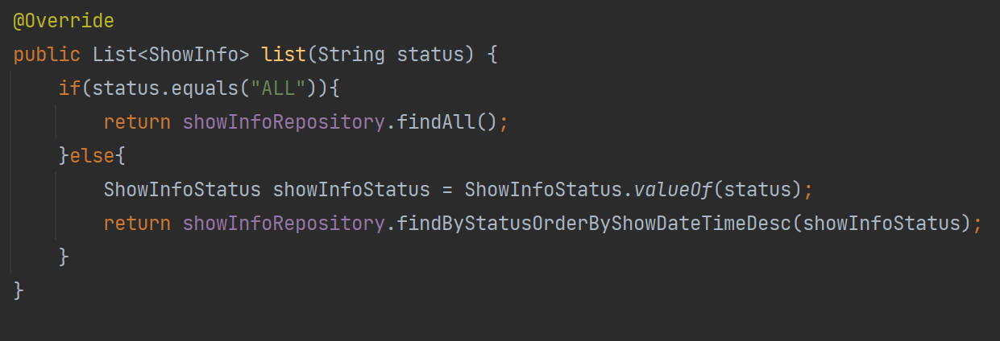 @Override
public List<ShowInfo> list(String status) {
    if(status.equals("ALL")){
        return showInfoRepository.findAll();
    }else{
        ShowInfoStatus showInfoStatus = ShowInfoStatus.valueOf(status);
        return showInfoRepository.findByStatusOrderByShowDateTimeDesc(showInfoStatus);
    }
}